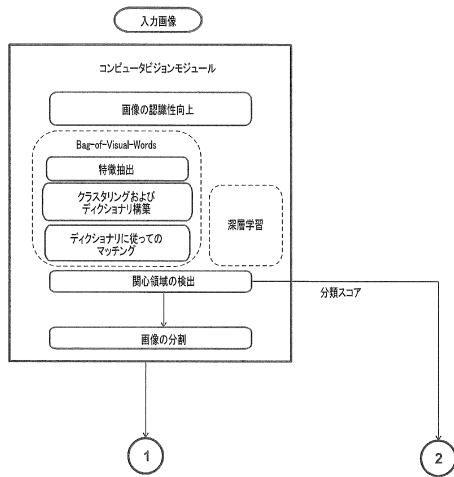 入力画像
コンピュータビジョンモジュール
画像の認識性向上
Bag-of-Visual-Words
特徴抽出
クラスタリングおよび
ディクショナリ構築
ディクショナリに従っての
マッチング
深層学習
関心領域の検出
分類スコア
画像の分割
1
2